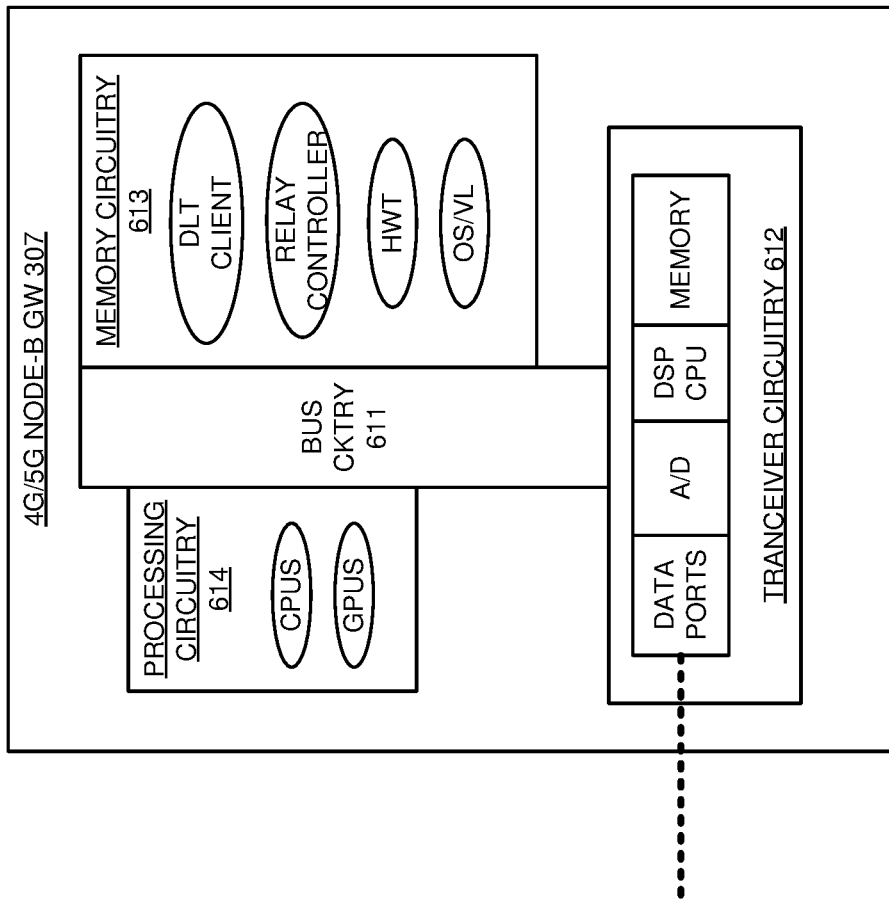 4G/5G NODE-B GW 307
PROCESSING
CIRCUITRY
614
CPUS
GPUS
BUS
CKTRY
611
MEMORY CIRCUITRY
613
DLT
CLIENT
RELAY
CONTROLLER
HWT
OS/VL
DATA
PORTS
A/D
DSP
CPU
MEMORY
TRANCEIVER CIRCUITRY 612